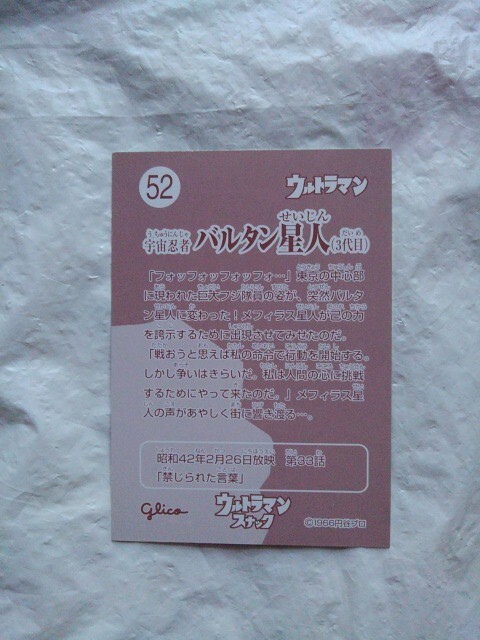 52
ウルトラマン
宇宙忍者 バルタン星人(3代目)
「フォッフォッフォッフォ…」東京の中心部
に現われた巨大フジ隊員の姿が、突然バルタ
ン星人に変わった!メフィラス星人が己の力
を誇示するために出現させてみせたのだ。
「戦おうと思えば私の命令で行動を開始する。
しかし争いはきらいだ。私は人間の心に挑戦
するためにやって来たのだ。」メフィラス星
人の声があやしく街に響き渡る…。
昭和42年2月26日放映 第33話
「禁じられた言葉」
glico
ウルトラマン
スナック
©1966円谷プロ